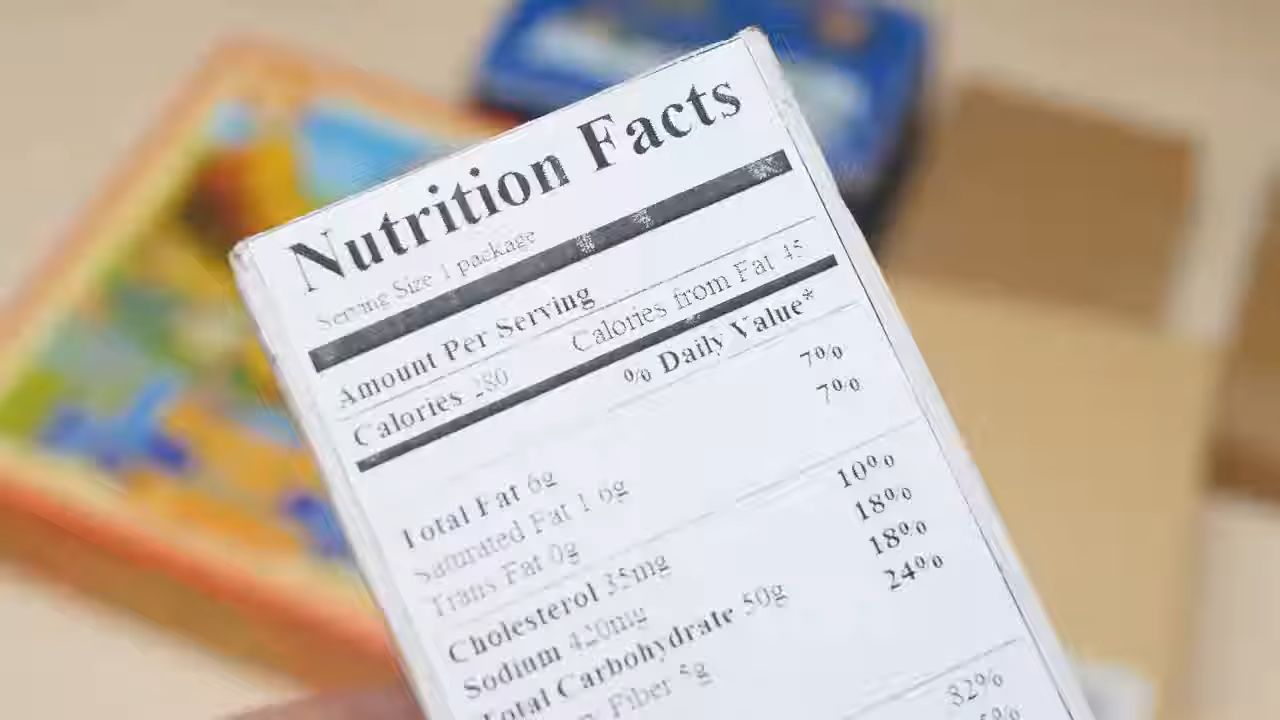 Nutrition Facts
Serving Size 1 package
Amount Per Serving
Calories 280 Calories from Fat 45
% Daily Value*
Total Fat 6g 7%
Saturated Fat 1 6g 7%
Trans Fat 0g
Cholesterol 35mg 10%
Sodium 420mg 18%
Total Carbohydrate 50g 18%
Fiber 5g 24%
82%